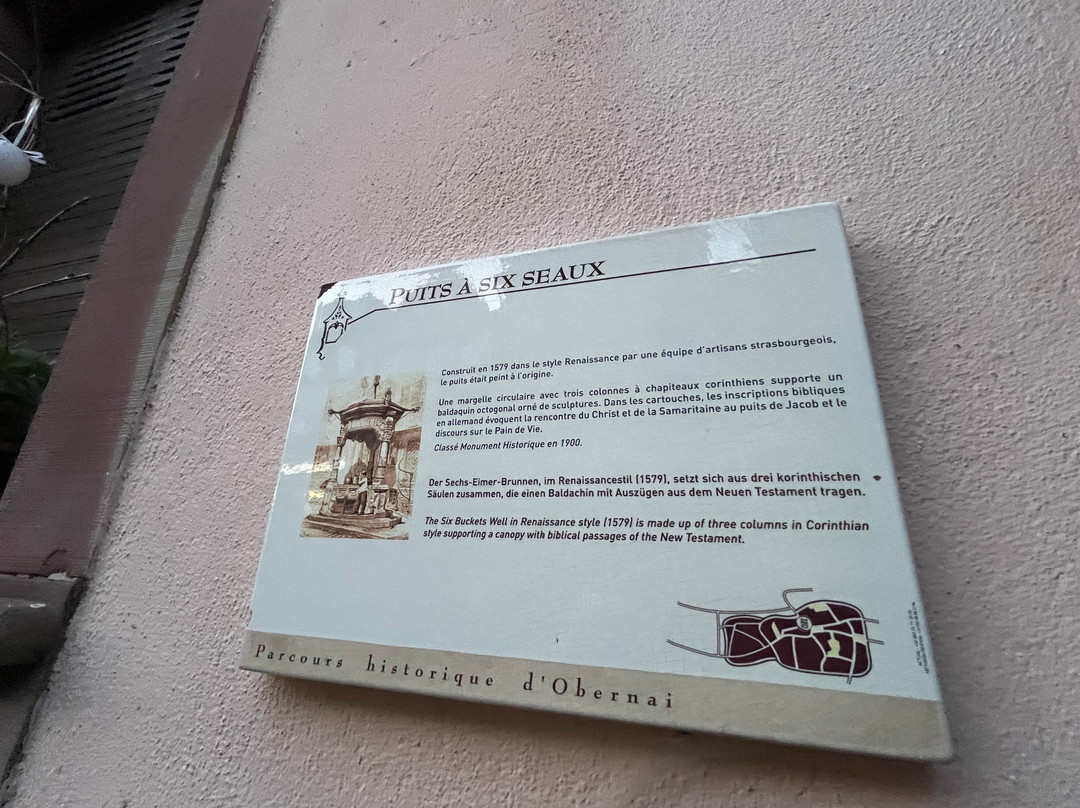 PUITS À SIX SEAUX
Construit en 1579 dans le style Renaissance par une équipe d'artisans strasbourgeois,
le puits était peint à l'origine.
Une margelle circulaire avec trois colonnes à chapiteaux corinthiens supporte un
baldaquin octogonal orné de sculptures. Dans les cartouches, les inscriptions bibliques
en allemand évoquent la rencontre du Christ et de la Samaritaine au puits de Jacob et le
discours sur le Pain de Vie.
Classé Monument Historique en 1900.
Der Sechs-Eimer-Brunnen, im Renaissancestil (1579), setzt sich aus drei korinthischen
Säulen zusammen, die einen Baldachin mit Auszügen aus dem Neuen Testament tragen.
The Six Buckets Well in Renaissance style (1579) is made up of three columns in Corinthian
style supporting a canopy with biblical passages of the New Testament.
Parcours historique d'Obernai